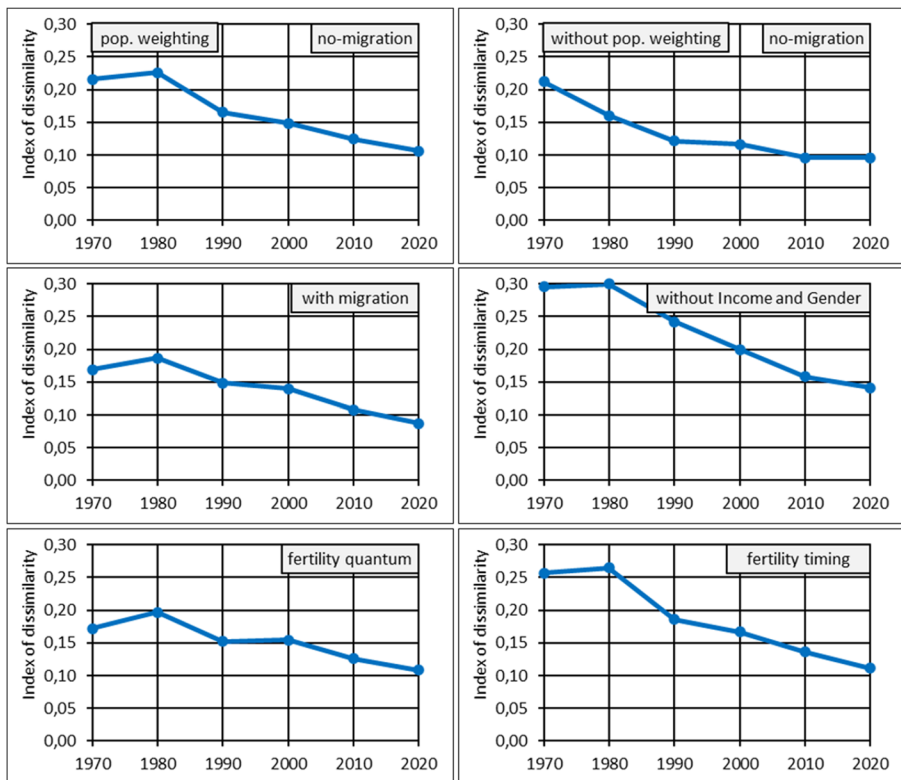 pop. weighting no-migration
Index of dissimilarity
0,30
0,25
0,20
0,15
0,10
0,05
0,00
1970 1980 1990 2000 2010 2020
without pop. weighting no-migration
Index of dissimilarity
0,30
0,25
0,20
0,15
0,10
0,05
0,00
1970 1980 1990 2000 2010 2020
with migration
Index of dissimilarity
0,30
0,25
0,20
0,15
0,10
0,05
0,00
1970 1980 1990 2000 2010 2020
without Income and Gender
Index of dissimilarity
0,30
0,25
0,20
0,15
0,10
0,05
0,00
1970 1980 1990 2000 2010 2020
fertility quantum
Index of dissimilarity
0,30
0,25
0,20
0,15
0,10
0,05
0,00
1970 1980 1990 2000 2010 2020
fertility timing
Index of dissimilarity
0,30
0,25
0,20
0,15
0,10
0,05
0,00
1970 1980 1990 2000 2010 2020